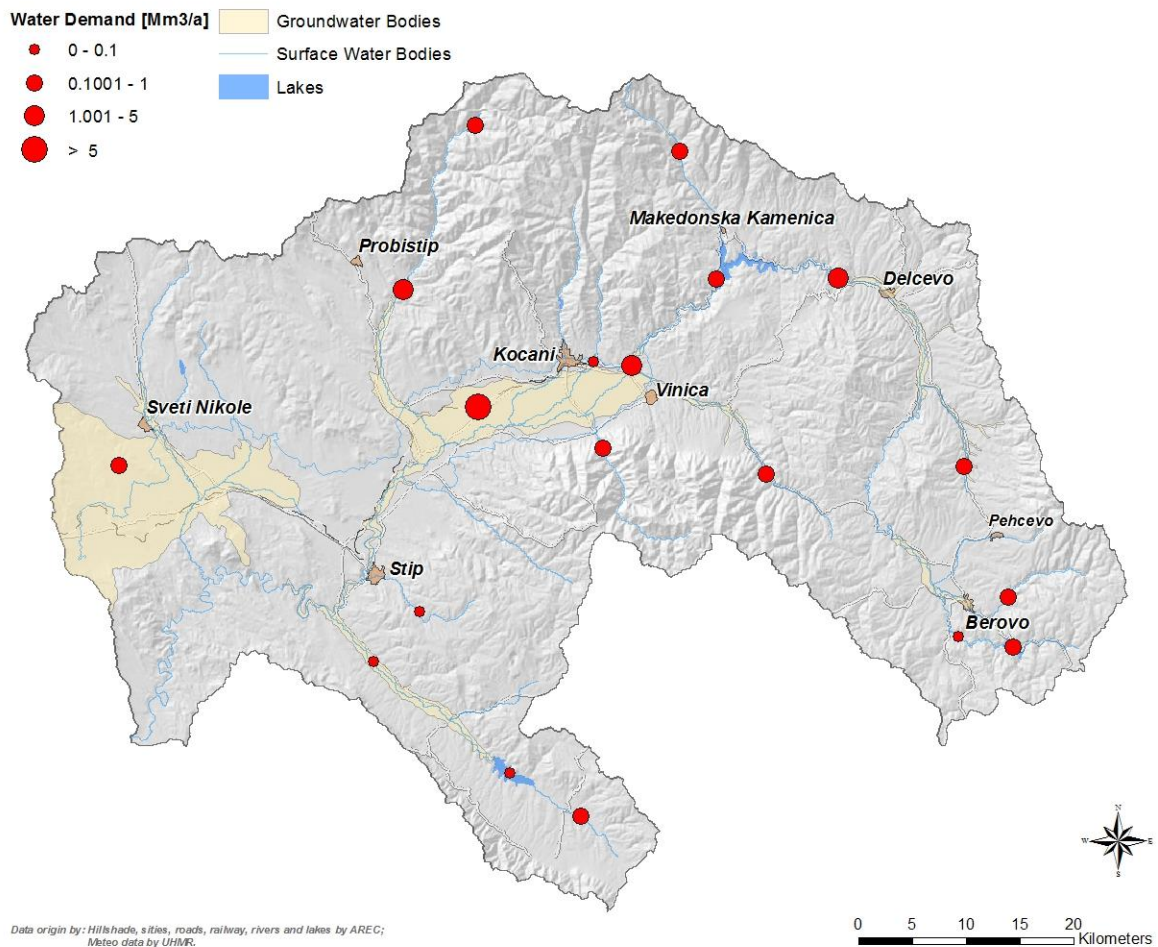 Water Demand [Mm3/a]
0 - 0.1
0.1001 - 1
1.001 - 5
> 5
Groundwater Bodies
Surface Water Bodies
Lakes
Makedonska Kamenica
Probistip
Delcevo
Kocani
Vinica
Sveti Nikole
Pehcevo
Stip
Berovo
N
W
E
S
0 5 10 15 20
Kilometers
Data origin by: Hillshade, sities, roads, railway, rivers and lakes by AREC;
Meteo data by UHMR.